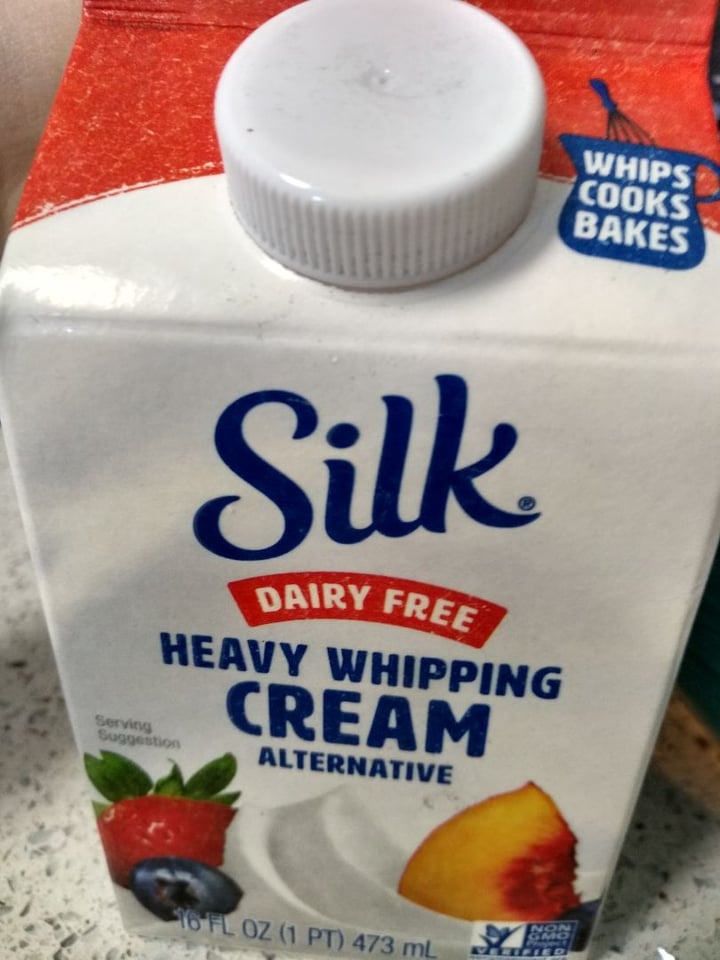 WHIPS
COOKS
BAKES
Silk®
DAIRY FREE
HEAVY WHIPPING
CREAM
ALTERNATIVE
Serving
Suggestion
16 FL OZ (1 PT) 473 mL
NON
GMO
Project
VERIFIED